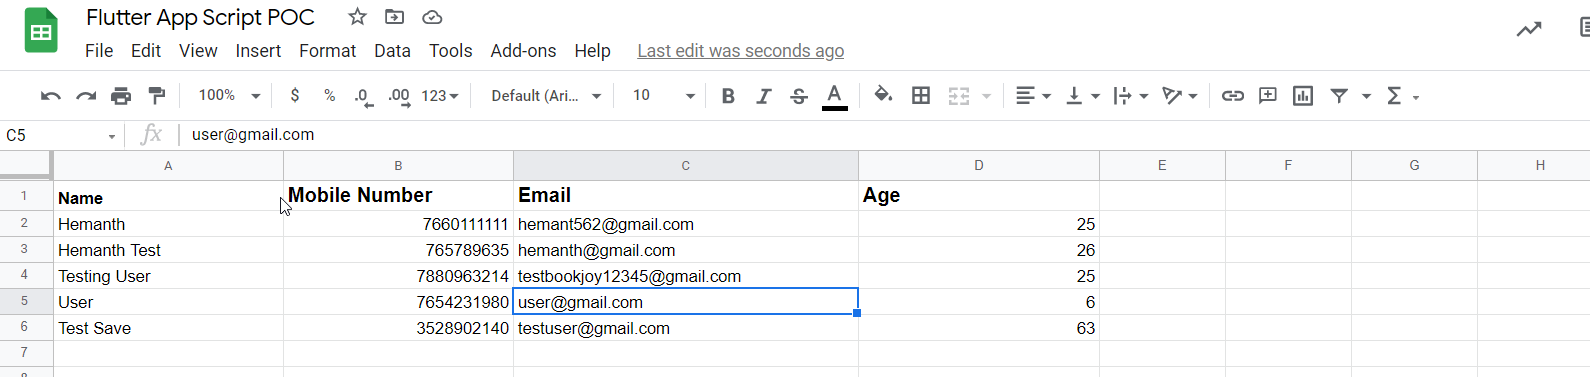 Flutter App Script POC
File Edit View Insert Format Data Tools Add-ons Help Last edit was seconds ago
100% $ % .0 .00 123 Default (Ari... 10 B I S A Σ
C5 fx user@gmail.com
A B C D E F G H
1 Name Mobile Number Email Age
2 Hemanth 7660111111 hemant562@gmail.com 25
3 Hemanth Test 765789635 hemanth@gmail.com 26
4 Testing User 7880963214 testbookjoy12345@gmail.com 25
5 User 7654231980 user@gmail.com 6
6 Test Save 3528902140 testuser@gmail.com 63
7